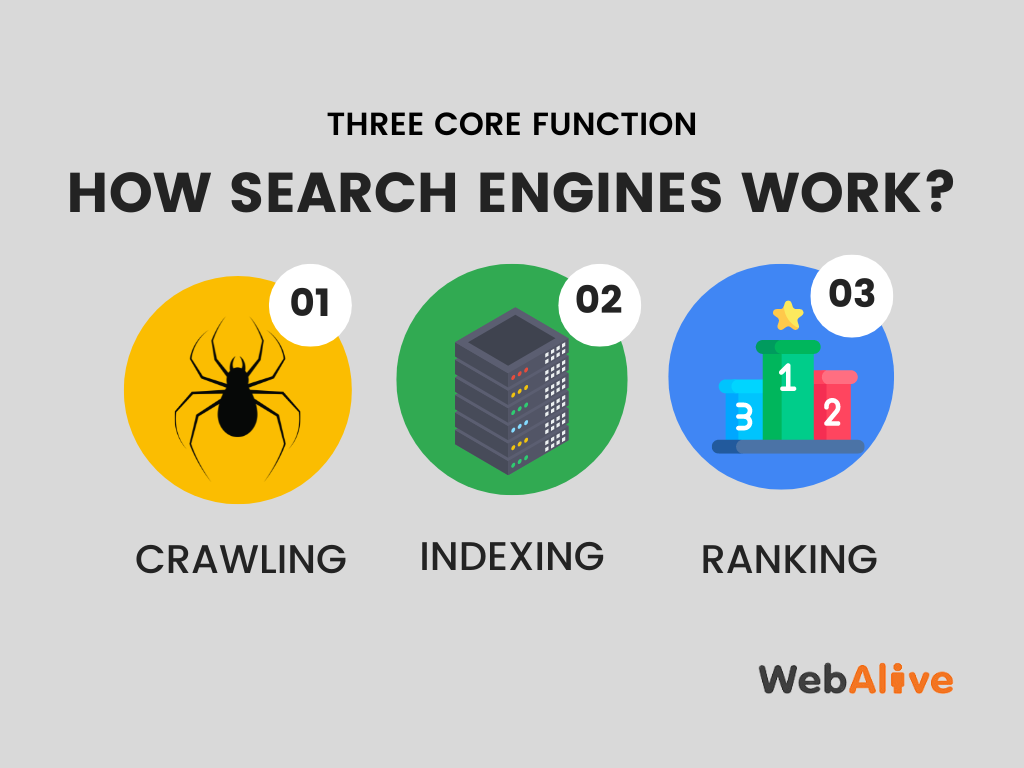 THREE CORE FUNCTION
HOW SEARCH ENGINES WORK?
01
02
03
1
3
2
CRAWLING
INDEXING
RANKING
WebAlive